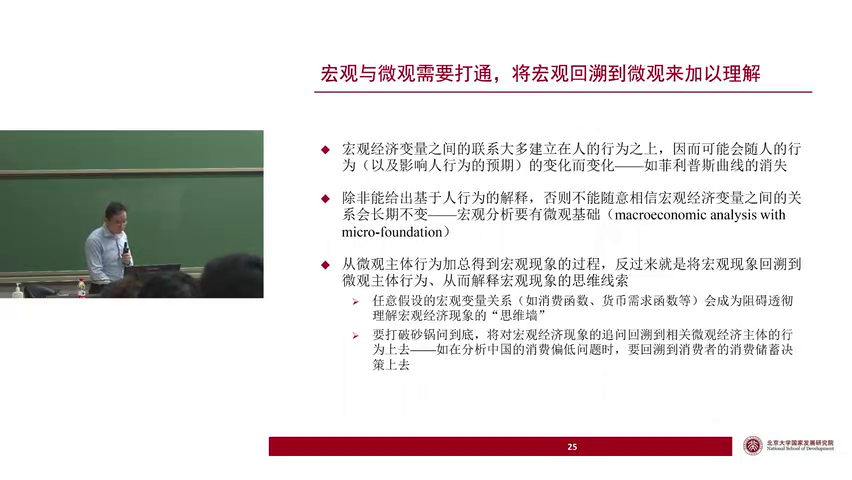 宏观与微观需要打通，将宏观回溯到微观来加以理解
宏观经济变量之间的联系大多建立在人的行为之上，因而可能会随人的行
为（以及影响人行为的预期）的变化而变化——如菲利普斯曲线的消失
除非能给出基于人行为的解释，否则不能随意相信宏观经济变量之间的关
系会长期不变——宏观分析要有微观基础（macroeconomic analysis with
micro-foundation）
从微观主体行为加总得到宏观现象的过程，反过来就是将宏观现象回溯到
微观主体行为、从而解释宏观现象的思维线索
任意假设的宏观变量关系（如消费函数、货币需求函数等）会成为阻碍透彻
理解宏观经济现象的“思维墙”
要打破砂锅问到底，将对宏观经济现象的追问回溯到相关微观经济主体的行
为上去——如在分析中国的消费偏低问题时，要回溯到消费者的消费储蓄决
策上去
25
北京大学国家发展研究院
National School of Development